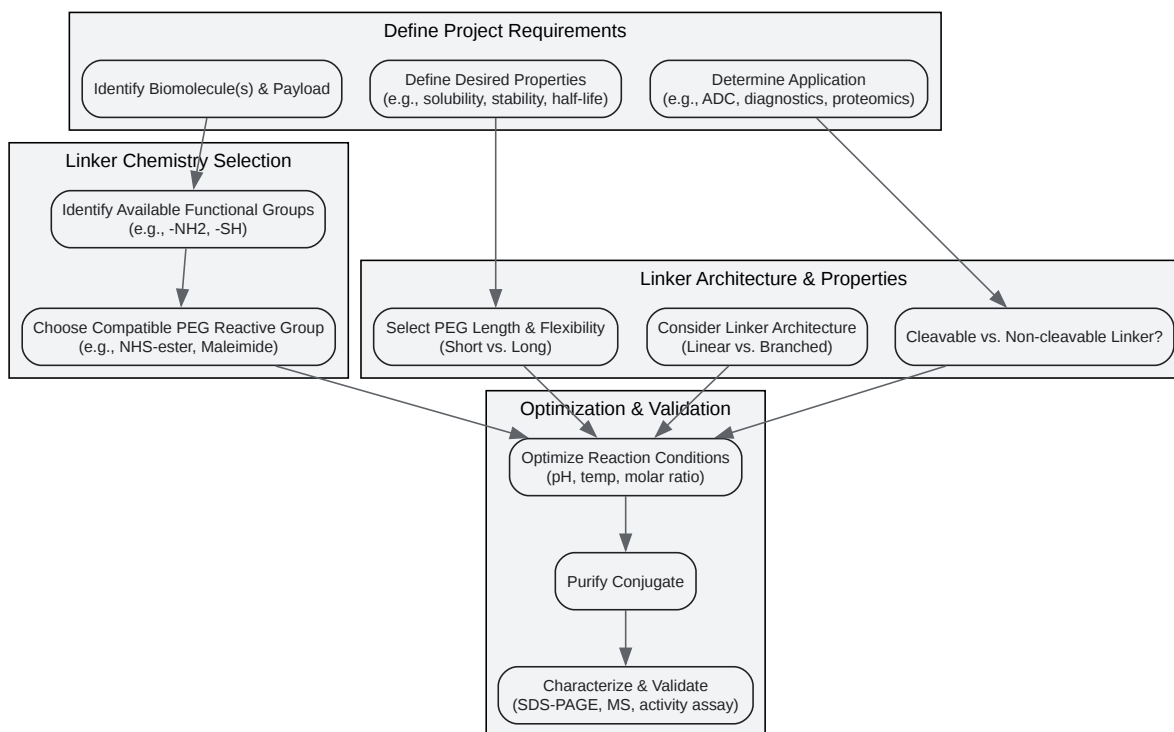 Define Project Requirements
Identify Biomolecule(s) & Payload
Define Desired Properties
(e.g., solubility, stability, half-life)
Determine Application
(e.g., ADC, diagnostics, proteomics)
Linker Chemistry Selection
Identify Available Functional Groups
(e.g., -NH2, -SH)
Choose Compatible PEG Reactive Group
(e.g., NHS-ester, Maleimide)
Linker Architecture & Properties
Select PEG Length & Flexibility
(Short vs. Long)
Consider Linker Architecture
(Linear vs. Branched)
Cleavable vs. Non-cleavable Linker?
Optimization & Validation
Optimize Reaction Conditions
(pH, temp, molar ratio)
Purify Conjugate
Characterize & Validate
(SDS-PAGE, MS, activity assay)